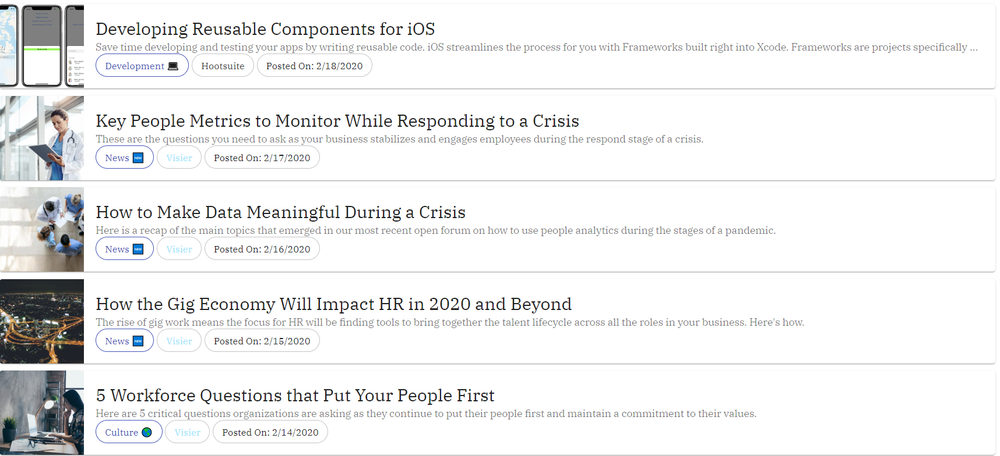 Developing Reusable Components for iOS
Save time developing and testing your apps by writing reusable code. iOS streamlines the process for you with Frameworks built right into Xcode. Frameworks are projects specifically ...
Development 💻 Hootsuite Posted On: 2/18/2020
Key People Metrics to Monitor While Responding to a Crisis
These are the questions you need to ask as your business stabilizes and engages employees during the respond stage of a crisis.
News 🆕 Visier Posted On: 2/17/2020
How to Make Data Meaningful During a Crisis
Here is a recap of the main topics that emerged in our most recent open forum on how to use people analytics during the stages of a pandemic.
News 🆕 Visier Posted On: 2/16/2020
How the Gig Economy Will Impact HR in 2020 and Beyond
The rise of gig work means the focus for HR will be finding tools to bring together the talent lifecycle across all the roles in your business. Here's how.
News 🆕 Visier Posted On: 2/15/2020
5 Workforce Questions that Put Your People First
Here are 5 critical questions organizations are asking as they continue to put their people first and maintain a commitment to their values.
Culture 🌎 Visier Posted On: 2/14/2020